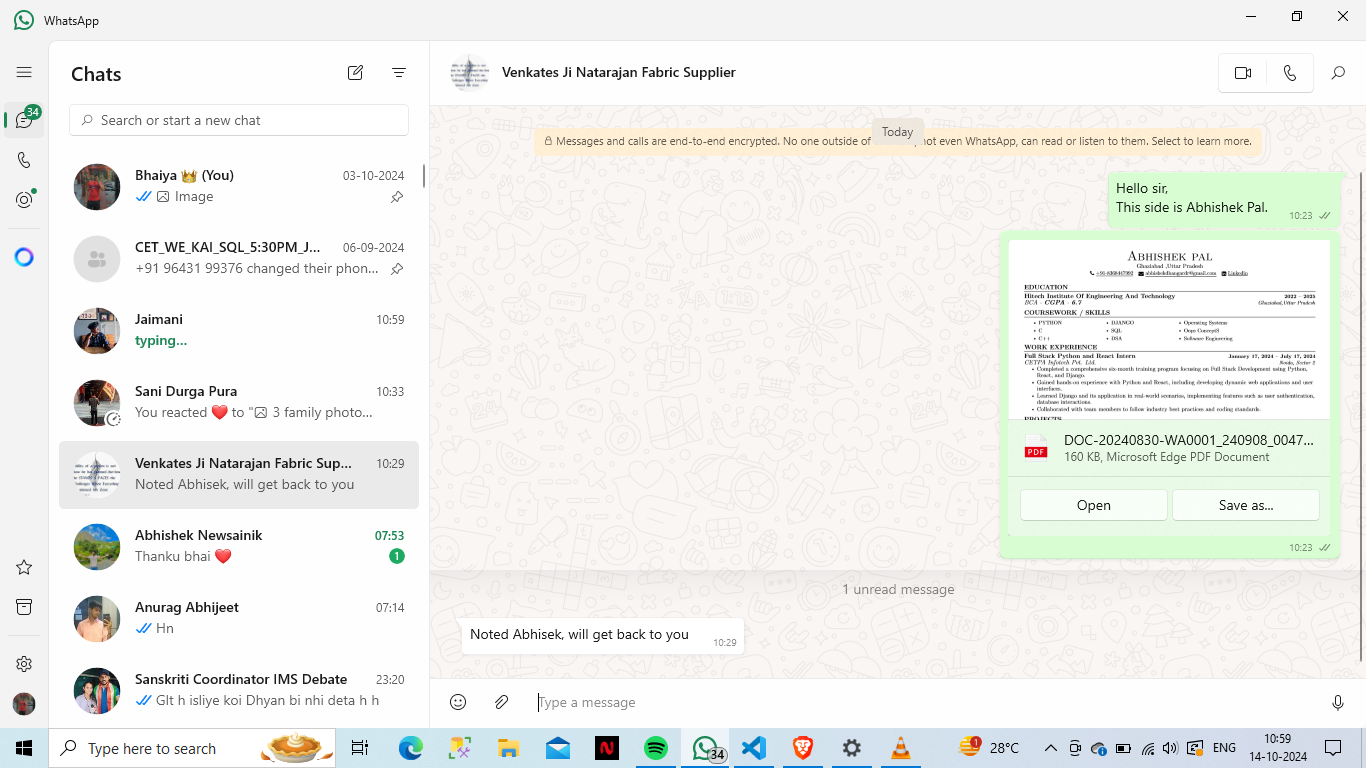 WhatsApp
34
Chats
Search or start a new chat
Bhaiya 👑 (You)
03-10-2024
Image
CET_WE_KAI_SQL_5:30PM_J...
06-09-2024
+91 96431 99376 changed their phon...
Jaimani
10:59
typing...
Sani Durga Pura
10:33
You reacted ❤️ to "🖼 3 family photo...
Venkates Ji Natarajan Fabric Sup...
10:29
Noted Abhisek, will get back to you
Abhishek Newsainik
07:53
Thanku bhai ❤️
1
Anurag Abhijeet
07:14
Hn
Sanskriti Coordinator IMS Debate
23:20
Glt h isliye koi Dhyan bi nhi deta h h
Venkates Ji Natarajan Fabric Supplier
Today
Messages and calls are end-to-end encrypted. No one outside of not even WhatsApp, can read or listen to them. Select to learn more.
Hello sir,
This side is Abhishek Pal.
10:23
ABHISHEK PAL
Ghaziabad ,Uttar Pradesh
Linkedin
EDUCATION
Hitech Institute Of Engineering And Technology
2022 – 2025
BCA - CGPA - 6.7
Ghaziabad,Uttar Pradesh
COURSEWORK / SKILLS
• PYTHON
• DJANGO
• Operating Systems
• C
• SQL
• Oops ConceptS
• C++
• DSA
• Software Engineering
WORK EXPERIENCE
Full Stack Python and React Intern
January 17, 2024 – July 17, 2024
CETPA Infotech Pvt. Ltd.
Noida, Sector 2
• Completed a comprehensive six-month training program focusing on Full Stack Development using Python,
React, and Django.
• Gained hands-on experience with Python and React, including developing dynamic web applications and user
interfaces.
• Learned Django and its application in real-world scenarios, implementing features such as user authentication,
database interactions.
• Collaborated with team members to follow industry best practices and coding standards.
PROJECTS
PDF
DOC-20240830-WA0001_240908_0047...
160 KB, Microsoft Edge PDF Document
Open
Save as...
10:23
1 unread message
Noted Abhisek, will get back to you
10:29
Type a message
Type here to search
N
34
1
28°C
ENG
10:59
14-10-2024